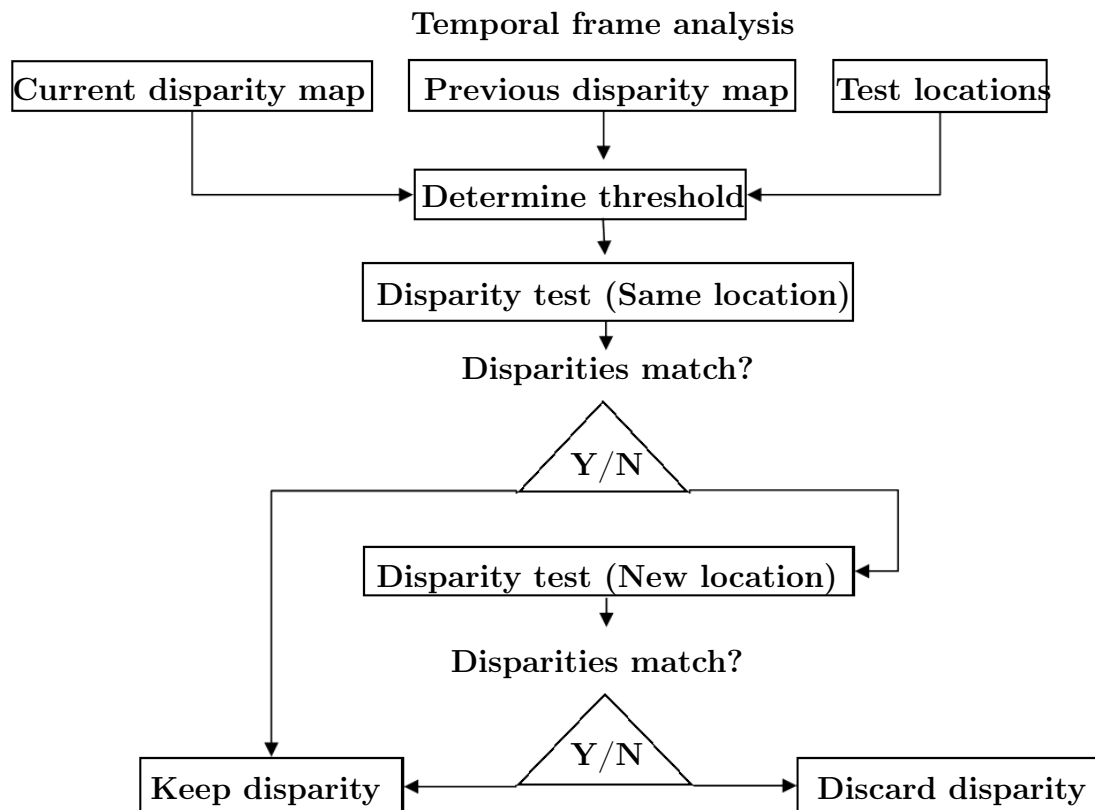 Temporal frame analysis
Current disparity map
Previous disparity map
Test locations
Determine threshold
Disparity test (Same location)
Disparities match?
Y/N
Disparity test (New location)
Disparities match?
Y/N
Keep disparity
Discard disparity